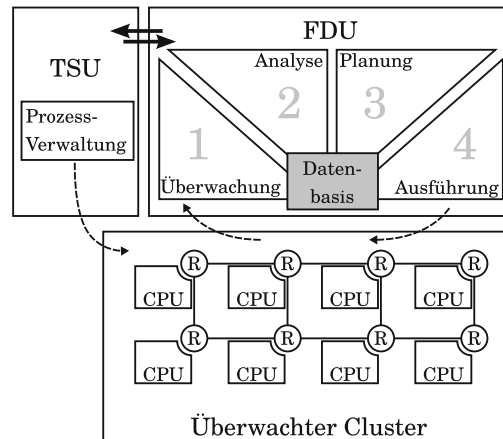 TSU
Prozess-
Verwaltung
FDU
Analyse
Planung
1
2
3
4
Überwachung
Daten-
basis
Ausführung
R
R
R
R
CPU
CPU
CPU
CPU
R
R
R
R
CPU
CPU
CPU
CPU
Überwachter Cluster